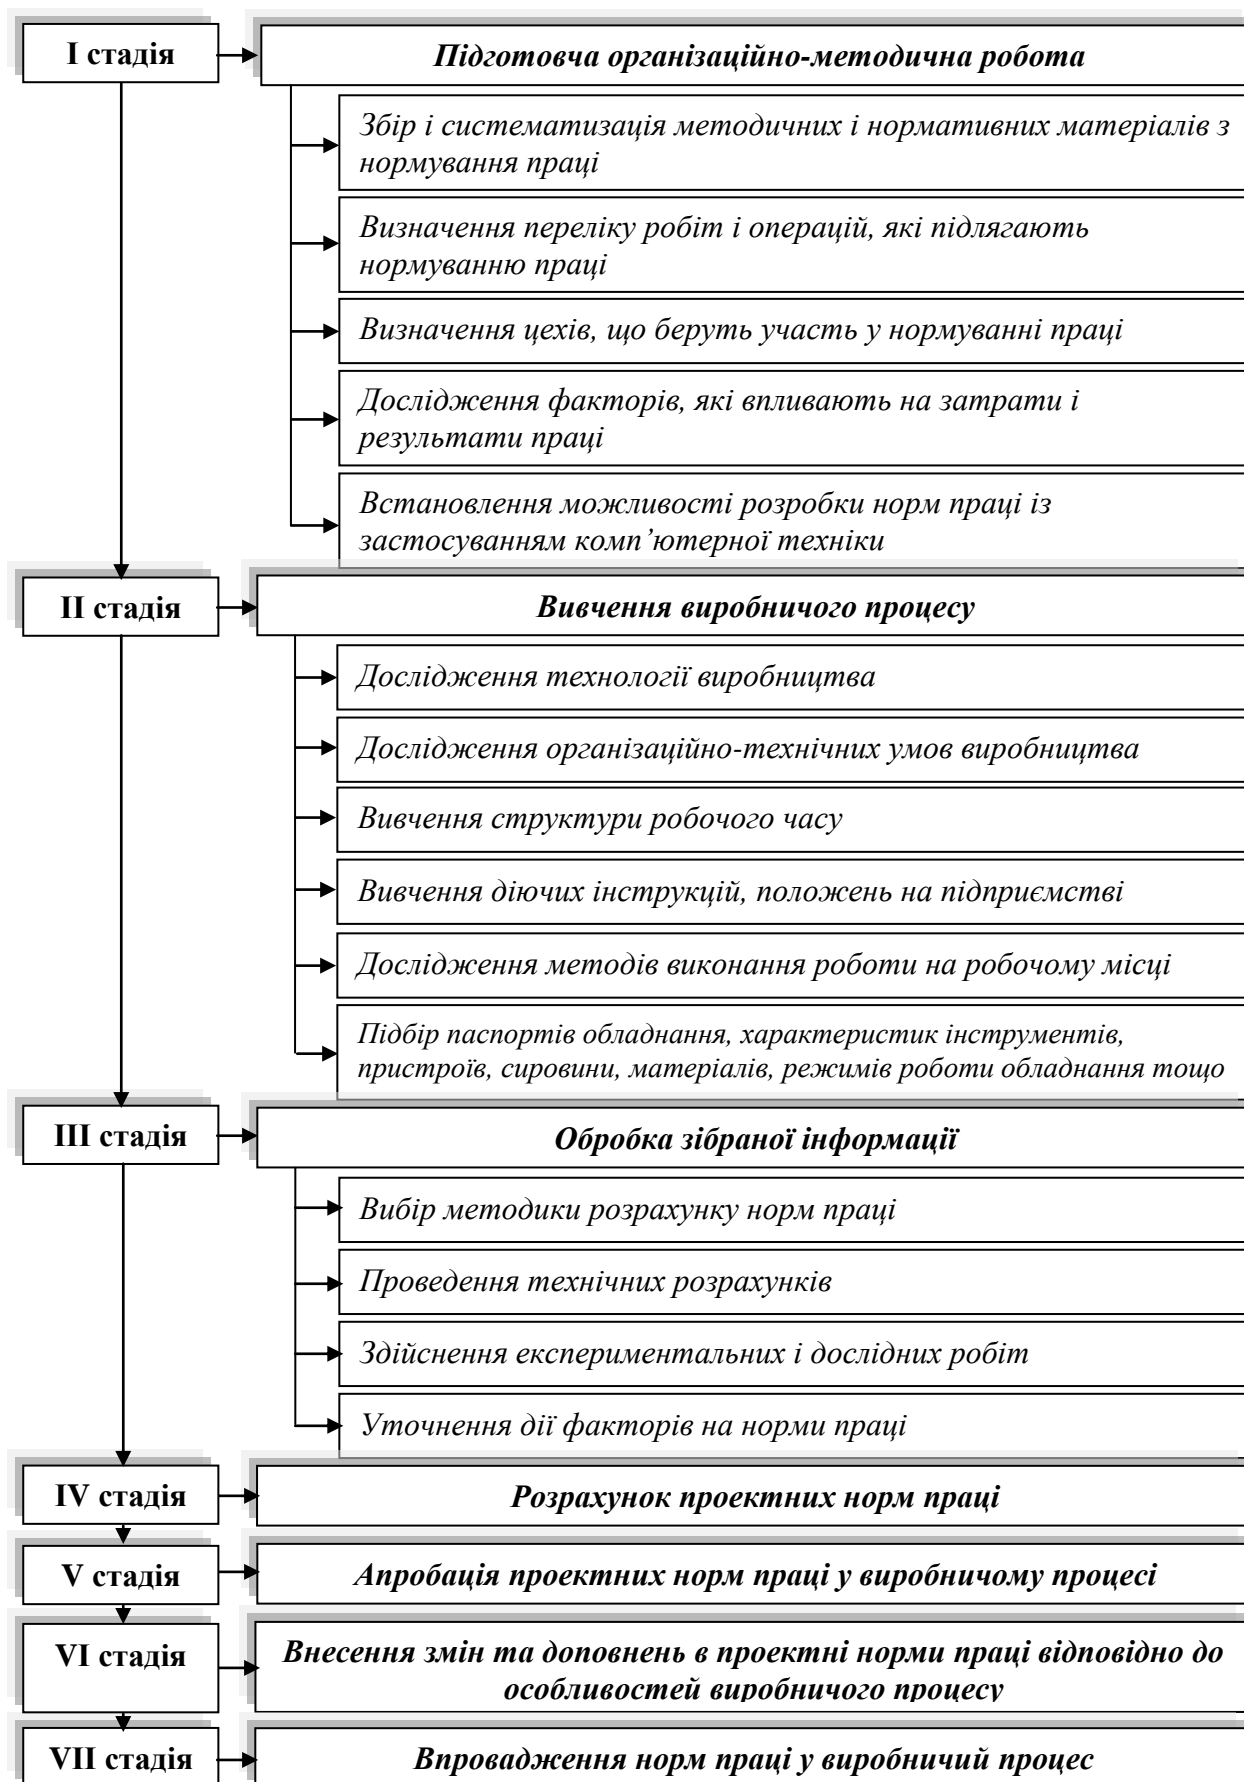 І стадія
Підготовча організаційно-методична робота
Збір і систематизація методичних і нормативних матеріалів з
нормування праці
Визначення переліку робіт і операцій, які підлягають
нормуванню праці
Визначення цехів, що беруть участь у нормуванні праці
Дослідження факторів, які впливають на затрати і
результати праці
Встановлення можливості розробки норм праці із
застосуванням комп’ютерної техніки
ІІ стадія
Вивчення виробничого процесу
Дослідження технології виробництва
Дослідження організаційно-технічних умов виробництва
Вивчення структури робочого часу
Вивчення діючих інструкцій, положень на підприємстві
Дослідження методів виконання роботи на робочому місці
Підбір паспортів обладнання, характеристик інструментів,
пристроїв, сировини, матеріалів, режимів роботи обладнання тощо
ІІІ стадія
Обробка зібраної інформації
Вибір методики розрахунку норм праці
Проведення технічних розрахунків
Здійснення експериментальних і дослідних робіт
Уточнення дії факторів на норми праці
ІV стадія
Розрахунок проектних норм праці
V стадія
Апробація проектних норм праці у виробничому процесі
VІ стадія
Внесення змін та доповнень в проектні норми праці відповідно до
особливостей виробничого процесу
VІІ стадія
Впровадження норм праці у виробничий процес